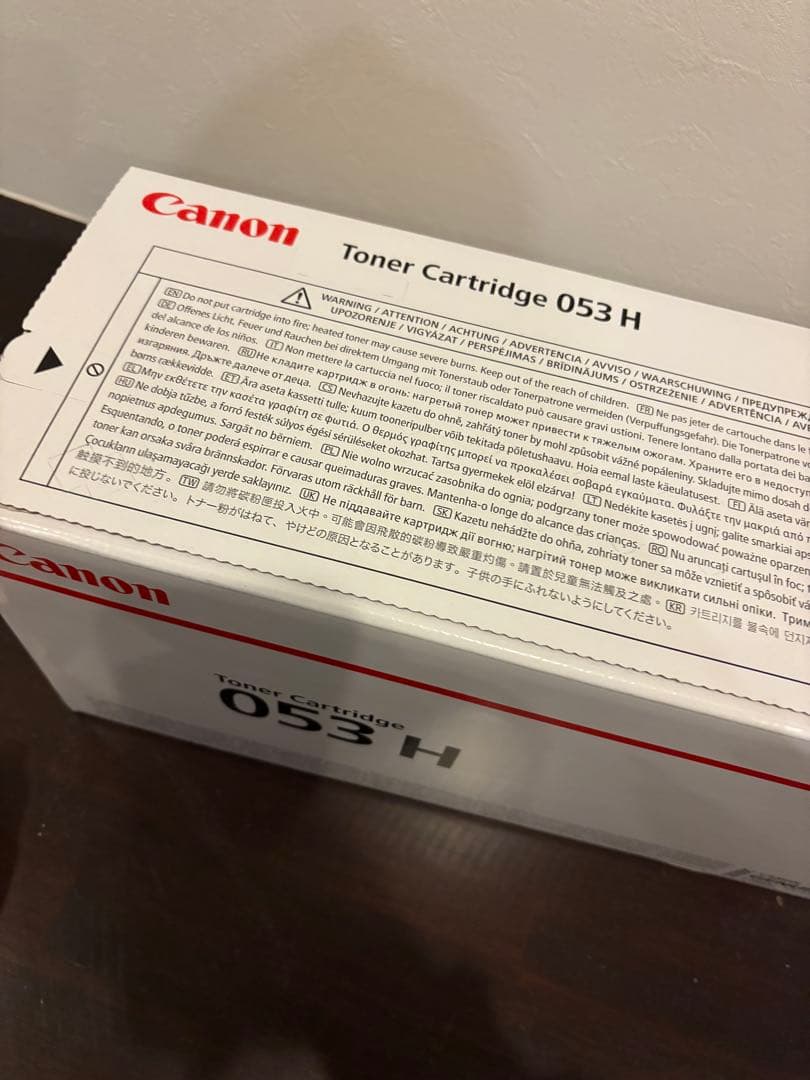 Canon
Toner Cartridge 053 H
WARNING / ATTENTION / ACHTUNG / ADVERTENCIA / AVVISO / WAARSCHUWING / ПРЕДУПРЕЖД
UPOZORENJE / VIGYÁZAT / PERSPĖJIMAS / BRĪDINĀJUMS / OSTRZEŻENIE / ADVERTÊNCIA /
EN Do not put cartridge into fire; heated toner may cause severe burns. Keep out of the reach of children. FR Ne pas jeter de cartouche dans le
DE Offenes Licht, Feuer und Rauchen bei direktem Umgang mit Tonerstaub oder Tonerpatrone vermeiden (Verpuffungsgefahr). Die Tonerpatrone
del alcance de los niños. IT Non mettere la cartuccia nel fuoco; il toner riscaldato può causare gravi ustioni. Tenere lontano dalla portata dei
kinderen bewaren. RU Не кладите картридж в огонь: нагретый тонер может привести к тяжелым ожогам. Храните его в недоступ
изгаряния. Дръжте далече от деца. CS Nevhazujte kazetu do ohně, zahřátý toner by mohl způsobit vážné popáleniny. Skladujte mimo dosah
børns rækkevidde. ET Ära aseta kassetti tulle; kuum tooneripulber võib tekitada põletushaavu. Hoia eemal laste käeulatusest. FI Älä aseta
EL Μην εκθέτετε την κασέτα γραφίτη σε φωτιά. Ο θερμός γραφίτης μπορεί να προκαλέσει σοβαρά εγκαύματα. Φυλάξτε την μακριά από
HU Ne dobja tűzbe, a forró festék súlyos égési sérüléseket okozhat. Tartsa gyermekek elől elzárva! LT Nedėkite kasetės į ugnį; galite smarkiai
nopietnus apdegumus. Sargāt no bērniem. PL Nie wolno wrzucać zasobnika do ognia; podgrzany toner może spowodować poważne oparzen
Esquentando, o toner poderá espirrar e causar queimaduras graves. Mantenha-o longe do alcance das crianças. RO Nu aruncați cartușul în foc;
toner kan orsaka svåra brännskador. Förvaras utom räckhåll för barn. SK Kazetu nehádžte do ohňa, zohriaty toner sa môže vznietiť a spôsobiť
Çocukların ulaşamayacağı yerde saklayınız. UK Не піддавайте картридж дії вогню; нагрітий тонер може викликати сильні опіки.
觸摸不到的地方。 TW 請勿將碳粉匣投入火中。可能會因飛散的碳粉導致嚴重灼傷。請置於兒童無法觸及之處。 KR 카트리지를 불속에 던지
に投じないでください。トナー粉がはねて、やけどの原因となることがあります。子供の手にふれないようにしてください。
Canon
Toner Cartridge
053 H